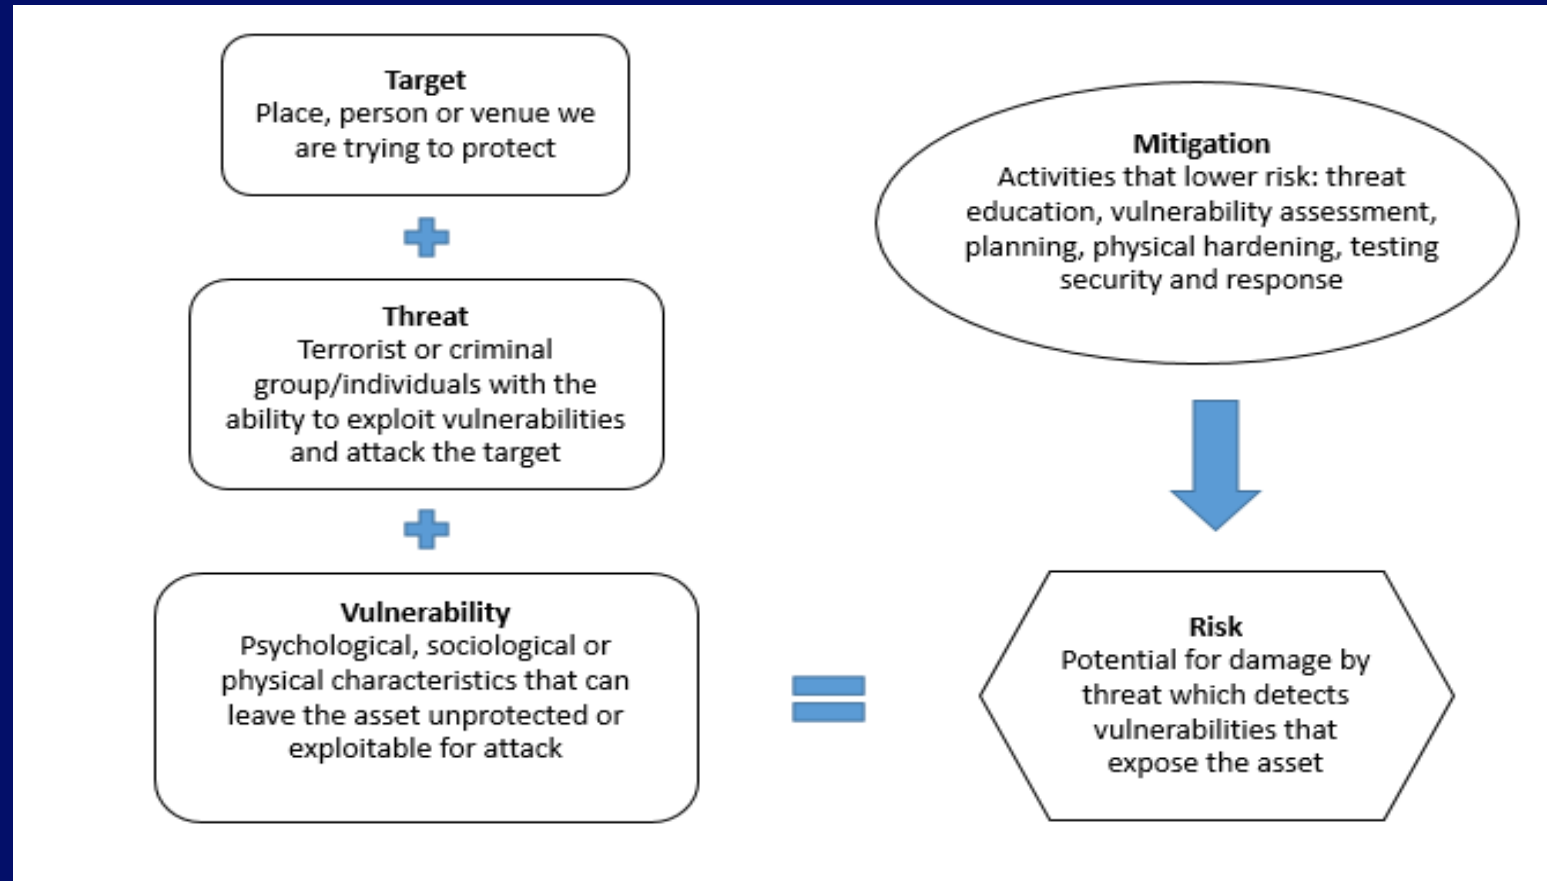 Target
Place, person or venue we
are trying to protect
Threat
Terrorist or criminal
group/individuals with the
ability to exploit vulnerabilities
and attack the target
Vulnerability
Psychological, sociological or
physical characteristics that can
leave the asset unprotected or
exploitable for attack
Mitigation
Activities that lower risk: threat
education, vulnerability assessment,
planning, physical hardening, testing
security and response
Risk
Potential for damage by
threat which detects
vulnerabilities that
expose the asset